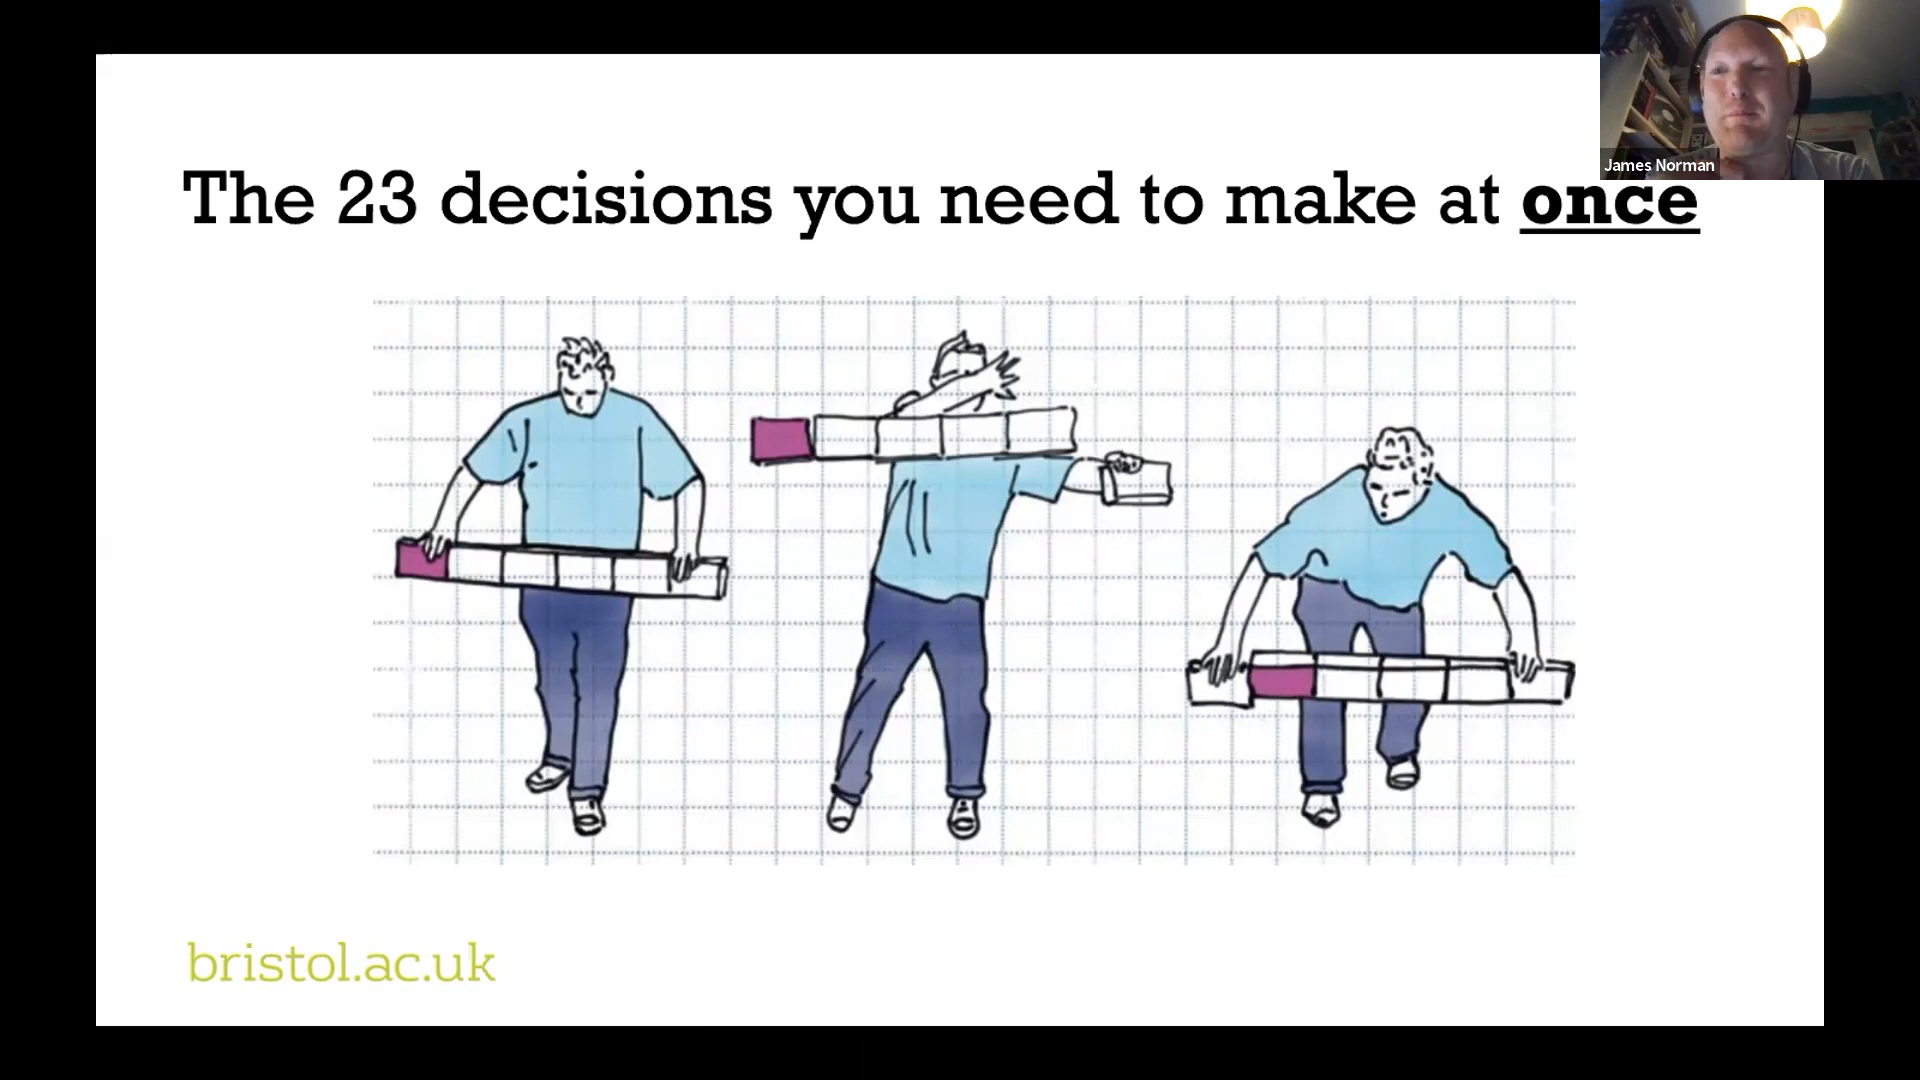 James Norman
The 23 decisions you need to make at once
bristol.ac.uk